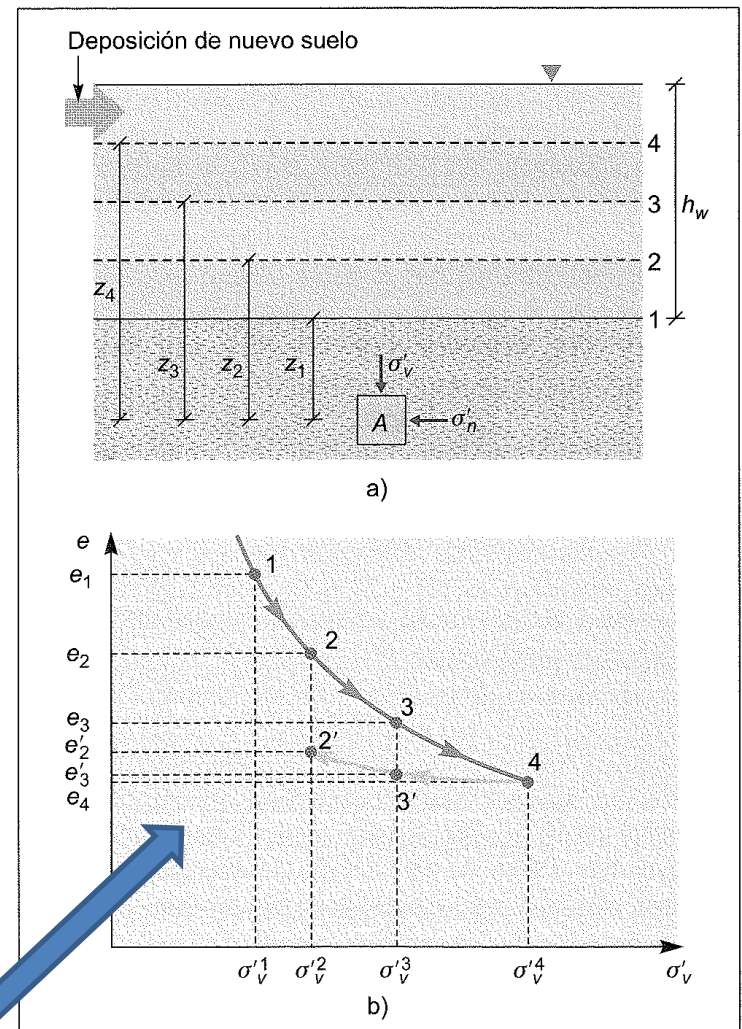 Deposición de nuevo suelo
4
3
h_w
2
z_4
1
z_3
z_2
z_1
σ'_v
A
σ'_n
a)
e
e_1
1
e_2
2
e_3
3
e'_2
2'
e'_3
4
e_4
3'
σ'_v^1
σ'_v^2
σ'_v^3
σ'_v^4
σ'_v
b)